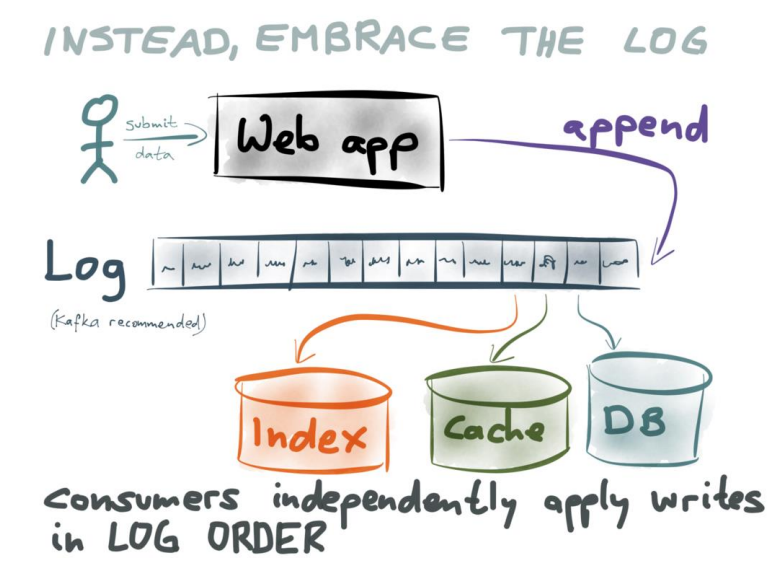 INSTEAD, EMBRACE THE LOG
submit
data
Web app
append
Log
(Kafka recommended)
Index
Cache
DB
consumers independently apply writes
in LOG ORDER